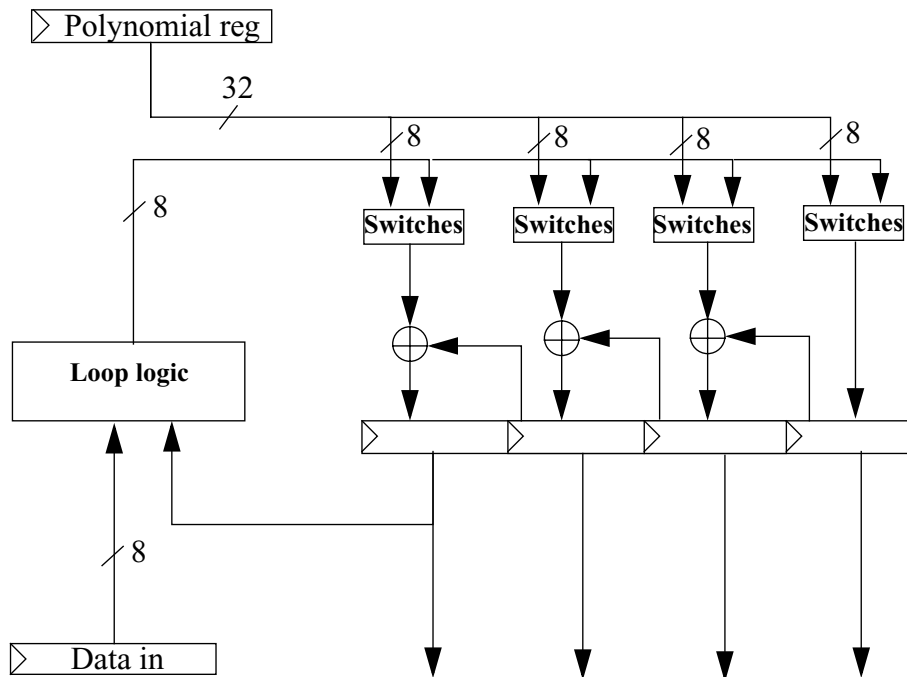 Polynomial reg
32
8
8
8
8
8
Switches
Switches
Switches
Switches
Loop logic
8
Data in